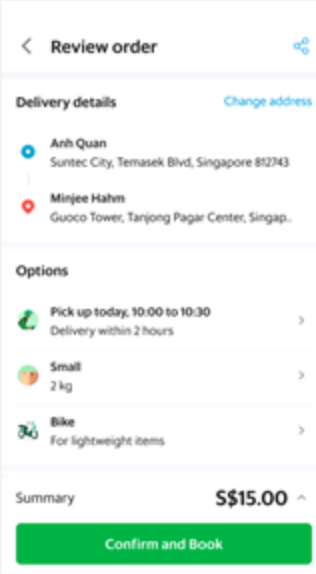 Review order
Delivery details
Change address
Anh Quan
Suntec City, Temasek Blvd, Singapore 812743
Minjee Hahm
Guoco Tower, Tanjong Pagar Center, Singap..
Options
Pick up today, 10:00 to 10:30
Delivery within 2 hours
Small
2 kg
Bike
For lightweight items
Summary
S$15.00
Confirm and Book